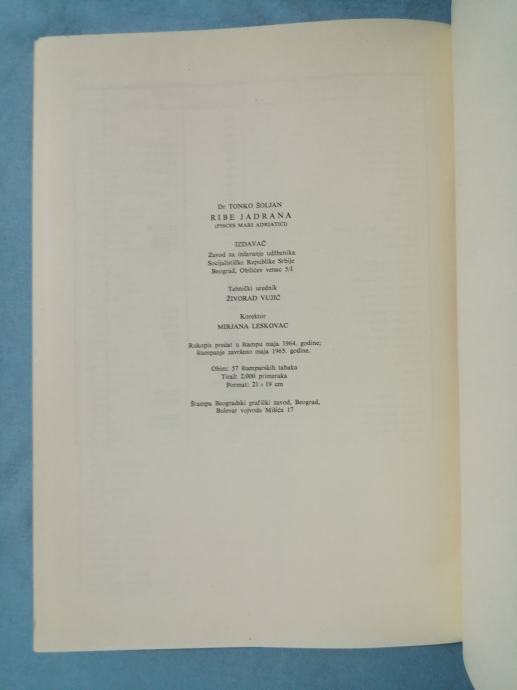 Dr TONKO ŠOLJAN
RIBE JADRANA
(PISCES MARI ADRIATICI)
IZDAVAČ
Zavod za izdavanje udžbenika
Socijalističke Republike Srbije
Beograd, Obilićev venac 5/I
Tehnički urednik
ŽIVORAD VUJIĆ
Korektor
MIRJANA LESKOVAC
Rukopis predat u štampu maja 1964. godine;
štampanje završeno maja 1965. godine.
Obim: 57 štamparskih tabaka
Tiraž: 2.000 primeraka
Format: 21 × 19 cm
Štampa Beogradski grafički zavod, Beograd,
Bulevar vojvode Mišića 17